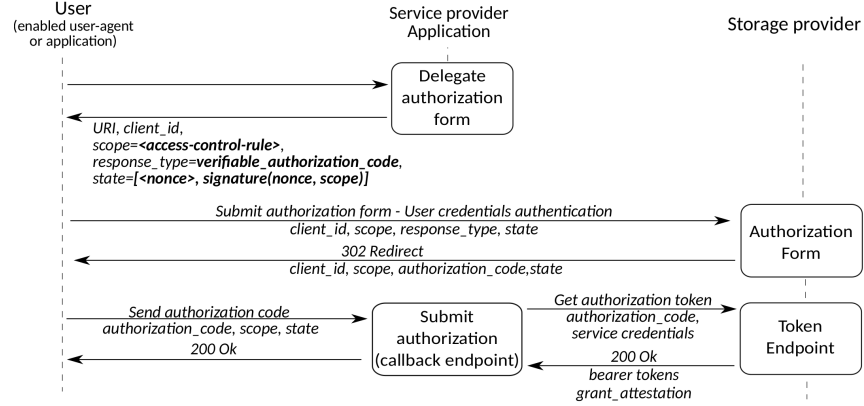 User
(enabled user-agent
or application)
Service provider
Application
Storage provider
Delegate
authorization
form
URI, client_id,
scope=<access-control-rule>,
response_type=verifiable_authorization_code,
state=[<nonce>, signature(nonce, scope)]
Submit authorization form - User credentials authentication
client_id, scope, response_type, state
Authorization
Form
302 Redirect
client_id, scope, authorization_code,state
Send authorization code
authorization_code, scope, state
200 Ok
Submit
authorization
(callback endpoint)
Get authorization token
authorization_code,
service credentials
200 Ok
bearer tokens
grant_attestation
Token
Endpoint